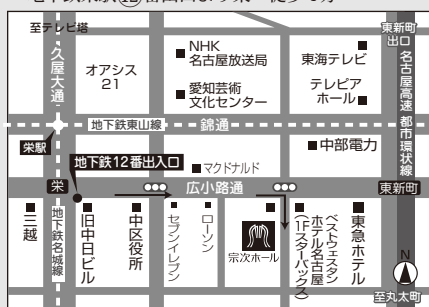 至テレビ塔
東新町
出口
NHK
名古屋放送局
東海テレビ
久屋大通
オアシス
21
愛知芸術
文化センター
テレピア
ホール
名古屋高速 都市環状線
地下鉄東山線
錦通
栄駅
中部電力
地下鉄12番出入口
マクドナルド
栄
広小路通
東新町
三越
地下鉄名城線
旧中日ビル
中区役所
セブンイレブン
ローソン
宗次ホール
ベストウェスタン
ホテル名古屋
(1Fスターバックス)
東急ホテル
N
至丸太町